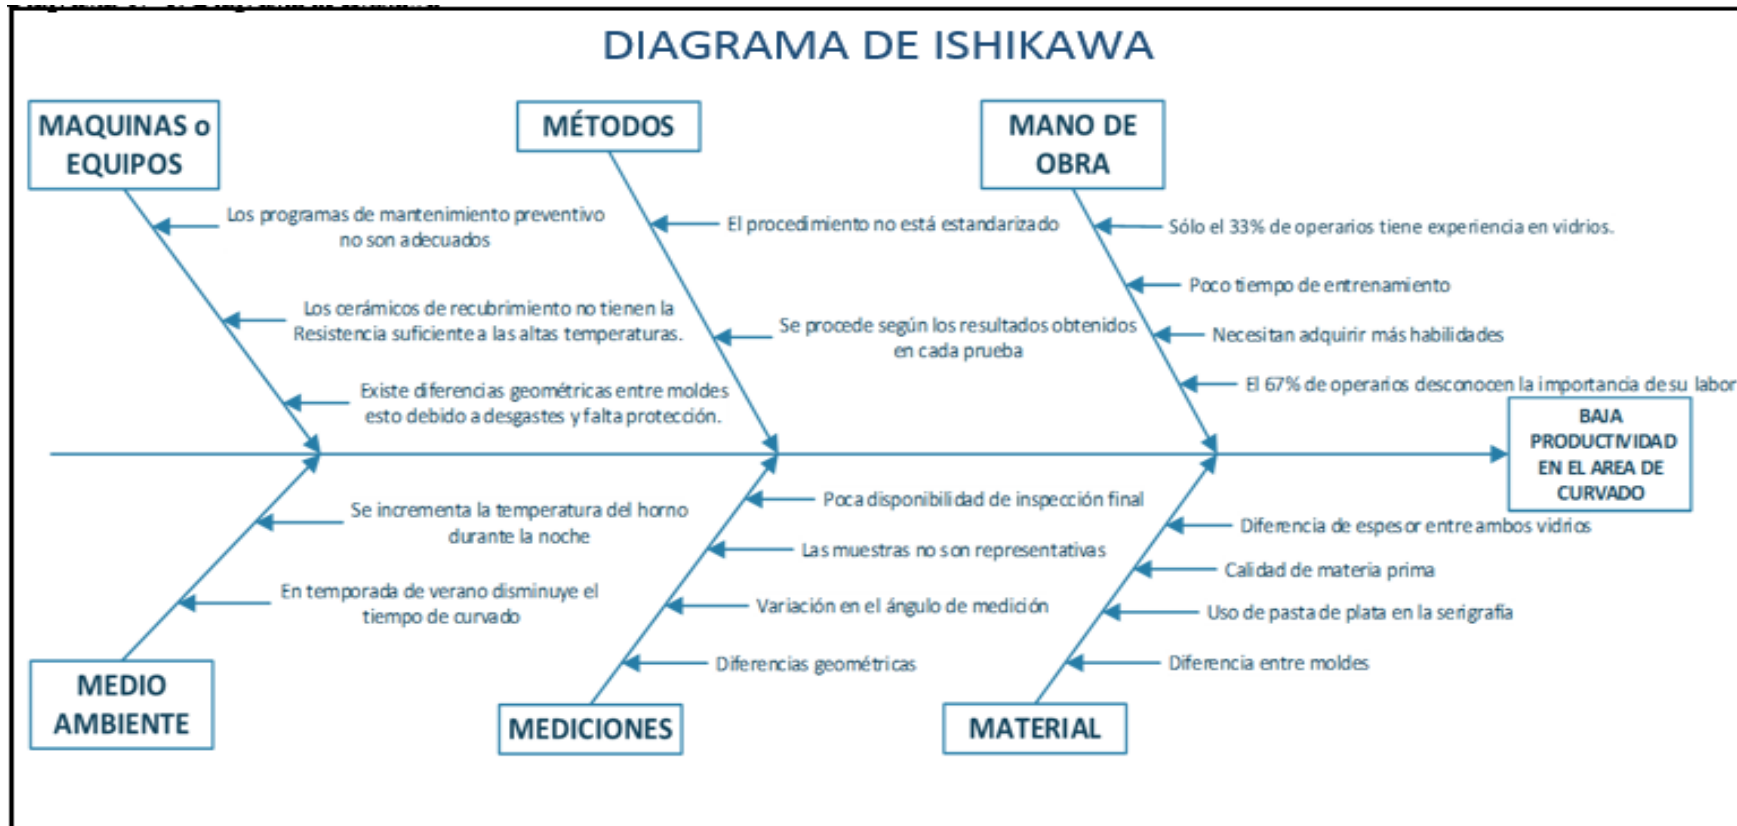 DIAGRAMA DE ISHIKAWA
MAQUINAS o
EQUIPOS
MÉTODOS
MANO DE
OBRA
Los programas de mantenimiento preventivo
no son adecuados
El procedimiento no está estandarizado
Sólo el 33% de operarios tiene experiencia en vidrios.
Poco tiempo de entrenamiento
Los cerámicos de recubrimiento no tienen la
Resistencia suficiente a las altas temperaturas.
Se procede según los resultados obtenidos
en cada prueba
Necesitan adquirir más habilidades
Existe diferencias geométricas entre moldes
esto debido a desgastes y falta protección.
El 67% de operarios desconocen la importancia de su labor
BAJA
PRODUCTIVIDAD
EN EL AREA DE
CURVADO
Se incrementa la temperatura del horno
durante la noche
Poca disponibilidad de inspección final
Diferencia de espesor entre ambos vidrios
Las muestras no son representativas
Calidad de materia prima
En temporada de verano disminuye el
tiempo de curvado
Variación en el ángulo de medición
Uso de pasta de plata en la serigrafía
Diferencias geométricas
Diferencia entre moldes
MEDIO
AMBIENTE
MEDICIONES
MATERIAL